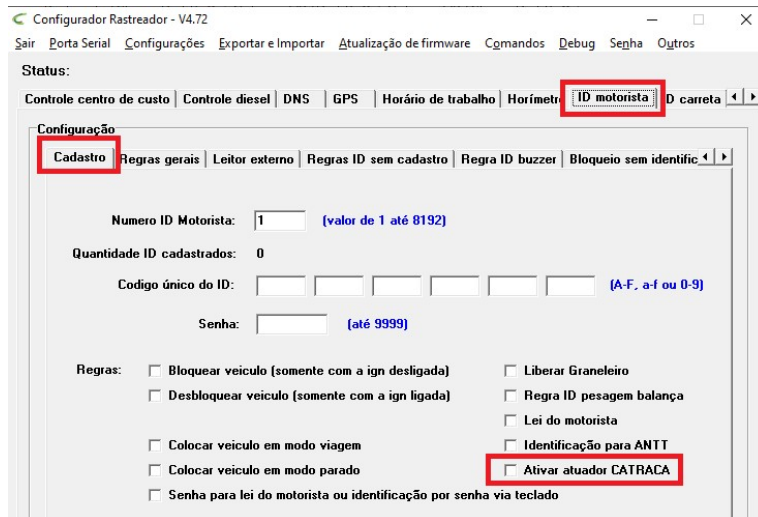 Configurador Rastreador - V4.72
Sair Porta Serial Configurações Exportar e Importar Atualização de firmware Comandos Debug Senha Outros
Status:
Controle centro de custo Controle diesel DNS GPS Horário de trabalho Horímetr ID motorista D carreta
Configuração
Cadastro Regras gerais Leitor externo Regras ID sem cadastro Regra ID buzzer Bloqueio sem identific
Numero ID Motorista: 1 (valor de 1 até 8192)
Quantidade ID cadastrados: 0
Codigo único do ID: (A-F, a-f ou 0-9)
Senha: (até 9999)
Regras: Bloquear veiculo (somente com a ign desligada) Liberar Graneleiro
Desbloquear veiculo (somente com a ign ligada) Regra ID pesagem balança
Lei do motorista
Colocar veiculo em modo viagem Identificação para ANTT
Colocar veiculo em modo parado Ativar atuador CATRACA
Senha para lei do motorista ou identificação por senha via teclado